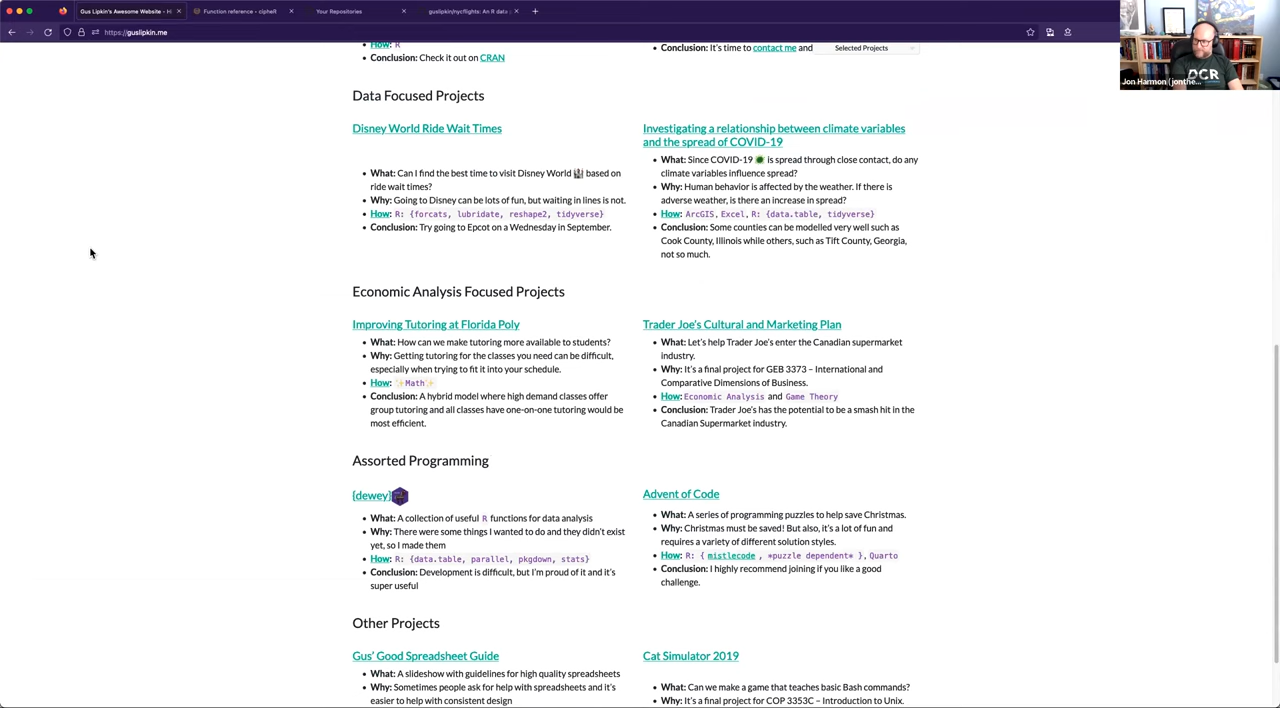 Gus Lipkin's Awesome Website - H
Function reference - cipheR
Your Repositories
guslipkin/nycflights: An R data
https://guslipkin.me
How: R
Conclusion: Check it out on CRAN
Conclusion: It's time to contact me and
Selected Projects
Jon Harmon (jonthe...
Data Focused Projects
Disney World Ride Wait Times
What: Can I find the best time to visit Disney World 🏰 based on
ride wait times?
Why: Going to Disney can be lots of fun, but waiting in lines is not.
How: R: {forcats, lubridate, reshape2, tidyverse}
Conclusion: Try going to Epcot on a Wednesday in September.
Investigating a relationship between climate variables
and the spread of COVID-19
What: Since COVID-19 🦠 is spread through close contact, do any
climate variables influence spread?
Why: Human behavior is affected by the weather. If there is
adverse weather, is there an increase in spread?
How: ArcGIS, Excel, R: {data.table, tidyverse}
Conclusion: Some counties can be modelled very well such as
Cook County, Illinois while others, such as Tift County, Georgia,
not so much.
Economic Analysis Focused Projects
Improving Tutoring at Florida Poly
What: How can we make tutoring more available to students?
Why: Getting tutoring for the classes you need can be difficult,
especially when trying to fit it into your schedule.
How: ✨Math✨
Conclusion: A hybrid model where high demand classes offer
group tutoring and all classes have one-on-one tutoring would be
most efficient.
Trader Joe's Cultural and Marketing Plan
What: Let's help Trader Joe's enter the Canadian supermarket
industry.
Why: It's a final project for GEB 3373 – International and
Comparative Dimensions of Business.
How: Economic Analysis and Game Theory
Conclusion: Trader Joe's has the potential to be a smash hit in the
Canadian Supermarket industry.
Assorted Programming
{dewey}
What: A collection of useful R functions for data analysis
Why: There were some things I wanted to do and they didn't exist
yet, so I made them
How: R: {data.table, parallel, pkgdown, stats}
Conclusion: Development is difficult, but I'm proud of it and it's
super useful
Advent of Code
What: A series of programming puzzles to help save Christmas.
Why: Christmas must be saved! But also, it's a lot of fun and
requires a variety of different solution styles.
How: R: { mistlecode , *puzzle dependent* }, Quarto
Conclusion: I highly recommend joining if you like a good
challenge.
Other Projects
Gus' Good Spreadsheet Guide
What: A slideshow with guidelines for high quality spreadsheets
Why: Sometimes people ask for help with spreadsheets and it's
easier to help with consistent design
Cat Simulator 2019
What: Can we make a game that teaches basic Bash commands?
Why: It's a final project for COP 3353C – Introduction to Unix.